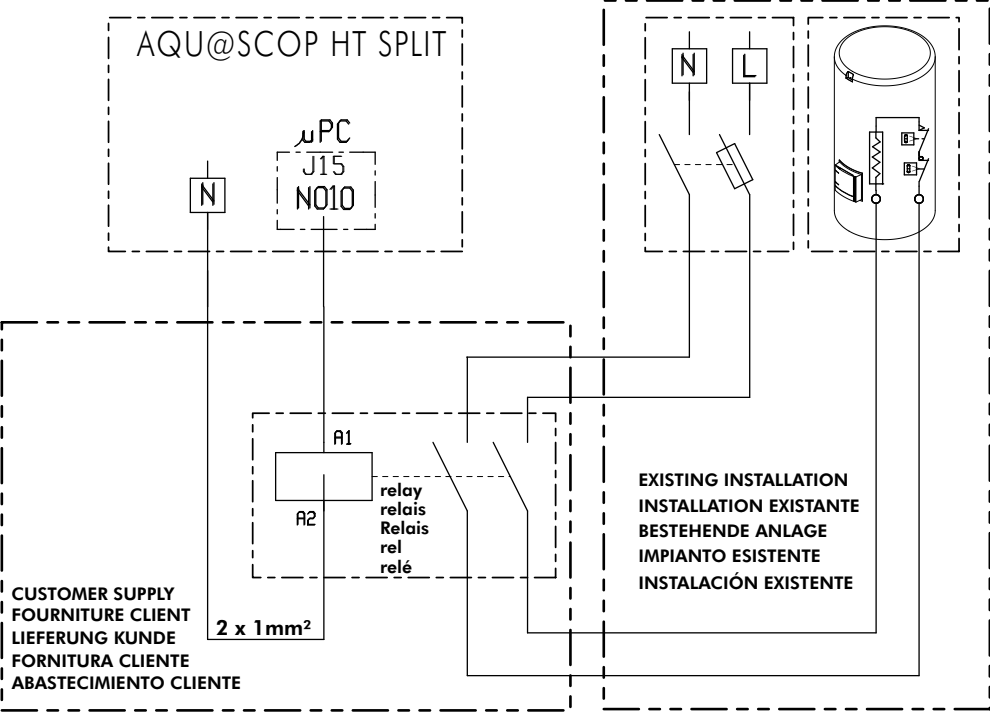 AQU@SCOP HT SPLIT
N
L
µPC
J15
NO10
N
A1
A2
relay
relais
Relais
rel
relé
EXISTING INSTALLATION
INSTALLATION EXISTANTE
BESTEHENDE ANLAGE
IMPIANTO ESISTENTE
INSTALACIÓN EXISTENTE
CUSTOMER SUPPLY
FOURNITURE CLIENT
LIEFERUNG KUNDE
FORNITURA CLIENTE
ABASTECIMIENTO CLIENTE
2 x 1mm²